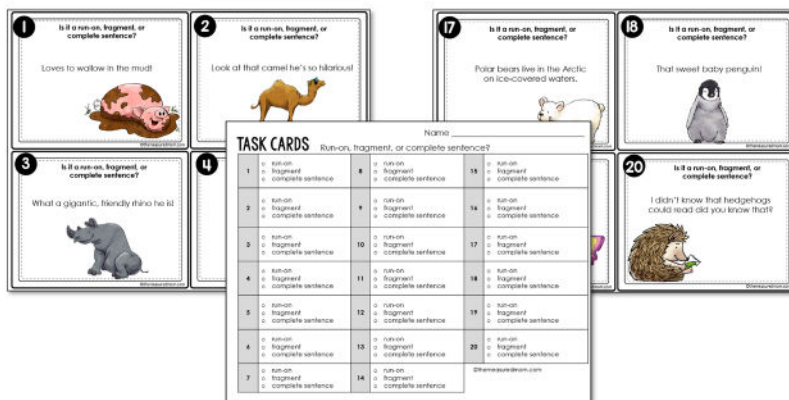 1
Is it a run-on, fragment, or
complete sentence?
Loves to wallow in the mud!
©themeasuredmom.com
2
Is it a run-on, fragment, or
complete sentence?
Look at that camel he's so hilarious!
3
Is it a run-on, fragment, or
complete sentence?
What a gigantic, friendly rhino he is!
©themeasuredmom.com
4
17
Is it a run-on, fragment, or
complete sentence?
Polar bears live in the Arctic
on ice-covered waters.
18
Is it a run-on, fragment, or
complete sentence?
That sweet baby penguin!
©themeasuredmom.com
20
Is it a run-on, fragment, or
complete sentence?
I didn't know that hedgehogs
could read did you know that?
©themeasuredmom.com
Name
TASK CARDS Run-on, fragment, or complete sentence?
1
run-on
fragment
complete sentence
2
run-on
fragment
complete sentence
3
run-on
fragment
complete sentence
4
run-on
fragment
complete sentence
5
run-on
fragment
complete sentence
6
run-on
fragment
complete sentence
7
run-on
fragment
complete sentence
8
run-on
fragment
complete sentence
9
run-on
fragment
complete sentence
10
run-on
fragment
complete sentence
11
run-on
fragment
complete sentence
12
run-on
fragment
complete sentence
13
run-on
fragment
complete sentence
14
run-on
fragment
complete sentence
15
run-on
fragment
complete sentence
16
run-on
fragment
complete sentence
17
run-on
fragment
complete sentence
18
run-on
fragment
complete sentence
19
run-on
fragment
complete sentence
20
run-on
fragment
complete sentence
©themeasuredmom.com